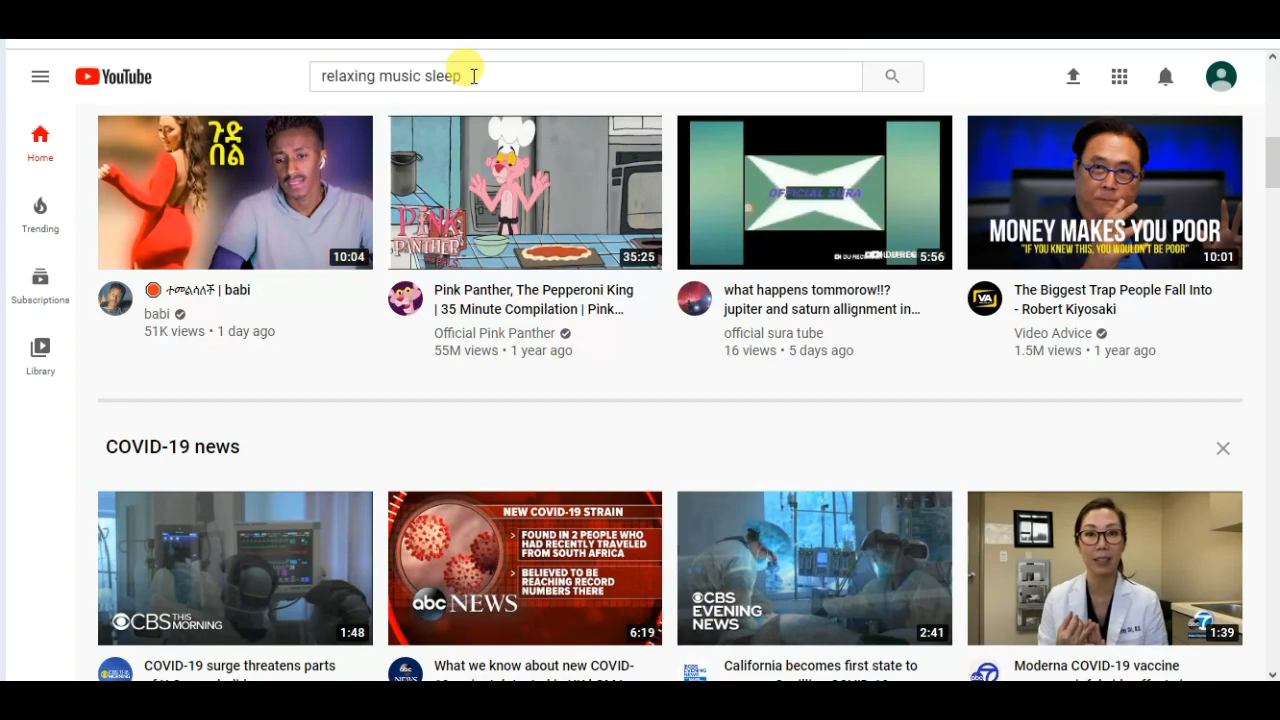 YouTube
relaxing music sleep
Home
Trending
Subscriptions
Library
ጉድ
በል
10:04
🔴 ተመልሳለች | babi
babi
51K views • 1 day ago
PINK
PANTHER
35:25
Pink Panther, The Pepperoni King
| 35 Minute Compilation | Pink...
Official Pink Panther
55M views • 1 year ago
OFFICIAL SURA
5:56
what happens tommorow!!?
jupiter and saturn allignment in...
official sura tube
16 views • 5 days ago
MONEY MAKES YOU POOR
"IF YOU KNEW THIS, YOU WOULDN'T BE POOR"
10:01
VA
The Biggest Trap People Fall Into
- Robert Kiyosaki
Video Advice
1.5M views • 1 year ago
COVID-19 news
CBS THIS
MORNING
1:48
COVID-19 surge threatens parts
NEW COVID-19 STRAIN
> FOUND IN 2 PEOPLE WHO
HAD RECENTLY TRAVELED
FROM SOUTH AFRICA
> BELIEVED TO BE
REACHING RECORD
NUMBERS THERE
abc NEWS
6:19
What we know about new COVID-
CBS
EVENING
NEWS
2:41
California becomes first state to
1:39
Moderna COVID-19 vaccine